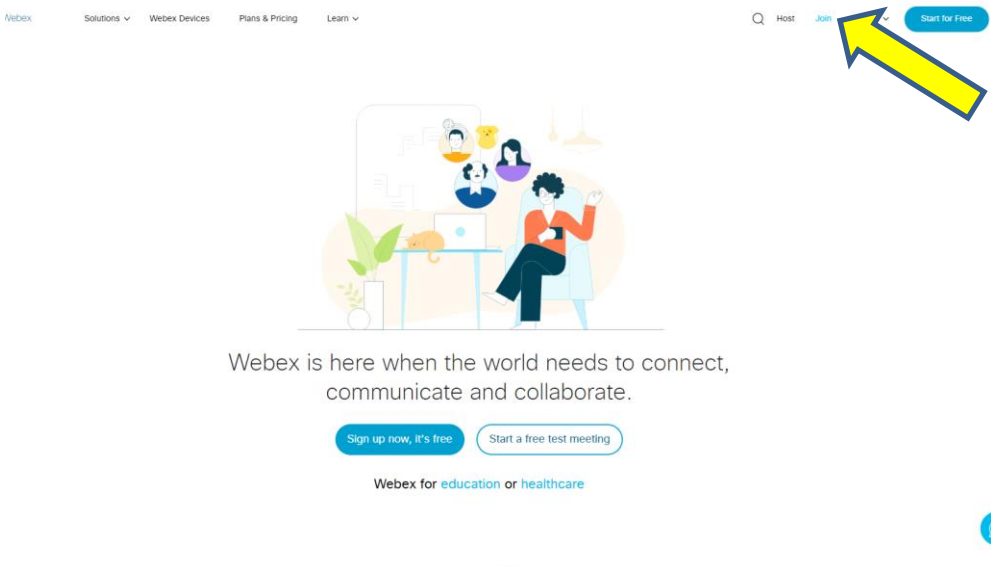 Webex Solutions Webex Devices Plans & Pricing Learn Host Join Start for Free
Webex is here when the world needs to connect,
communicate and collaborate.
Sign up now, it's free Start a free test meeting
Webex for education or healthcare